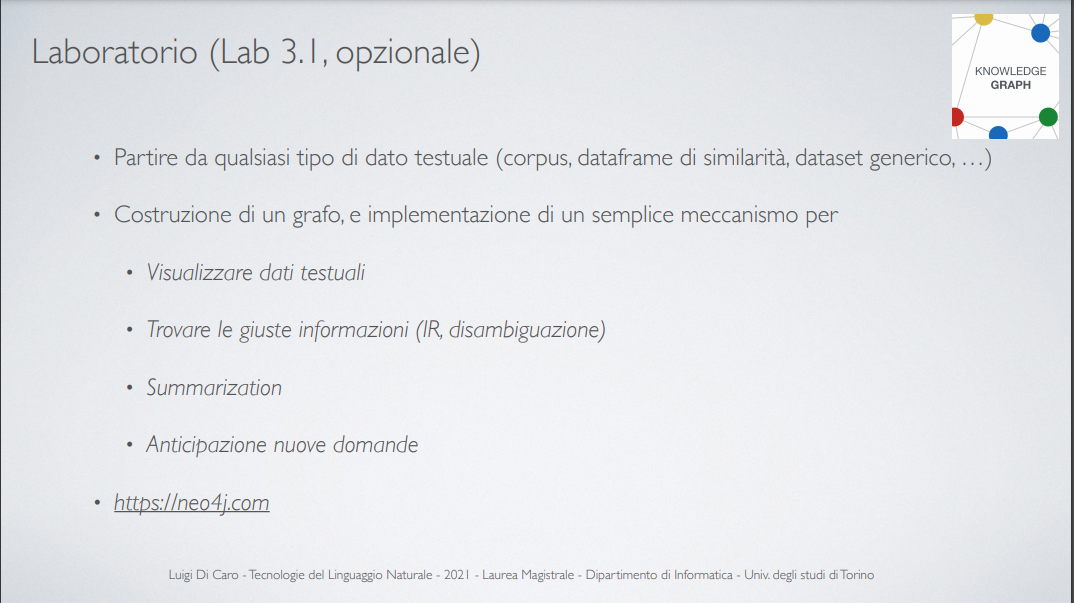 Laboratorio (Lab 3.1, opzionale)
KNOWLEDGE
GRAPH
• Partire da qualsiasi tipo di dato testuale (corpus, dataframe di similarità, dataset generico, …)
• Costruzione di un grafo, e implementazione di un semplice meccanismo per
• Visualizzare dati testuali
• Trovare le giuste informazioni (IR, disambiguazione)
• Summarization
• Anticipazione nuove domande
• https://neo4j.com
Luigi Di Caro - Tecnologie del Linguaggio Naturale - 2021 - Laurea Magistrale - Dipartimento di Informatica - Univ. degli studi di Torino